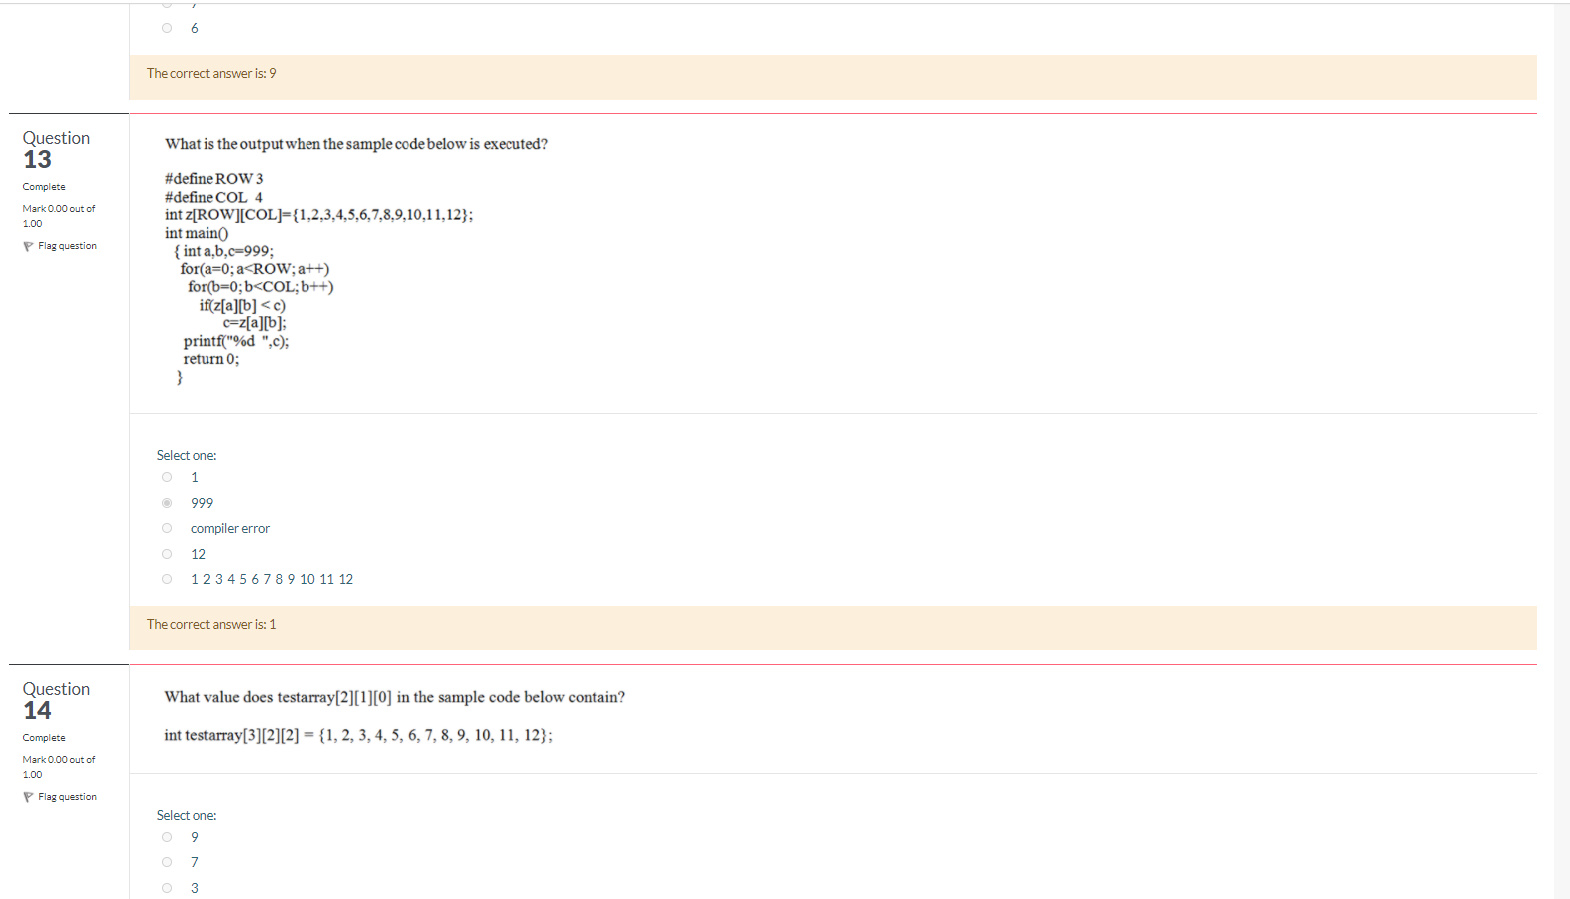 6
The correct answer is: 9
Question
13
Complete
Mark 0.00 out of
1.00
Flag question
What is the output when the sample code below is executed?
#define ROW 3
#define COL 4
int z[ROW][COL]={1,2,3,4,5,6,7,8,9,10,11,12};
int main()
{ int a,b,c=999;
for(a=0; a<ROW; a++)
for(b=0; b<COL; b++)
if(z[a][b] < c)
c=z[a][b];
printf("%d ",c);
return 0;
}
Select one:
1
999
compiler error
12
1 2 3 4 5 6 7 8 9 10 11 12
The correct answer is: 1
Question
14
Complete
Mark 0.00 out of
1.00
Flag question
What value does testarray[2][1][0] in the sample code below contain?
int testarray[3][2][2] = {1, 2, 3, 4, 5, 6, 7, 8, 9, 10, 11, 12};
Select one:
9
7
3